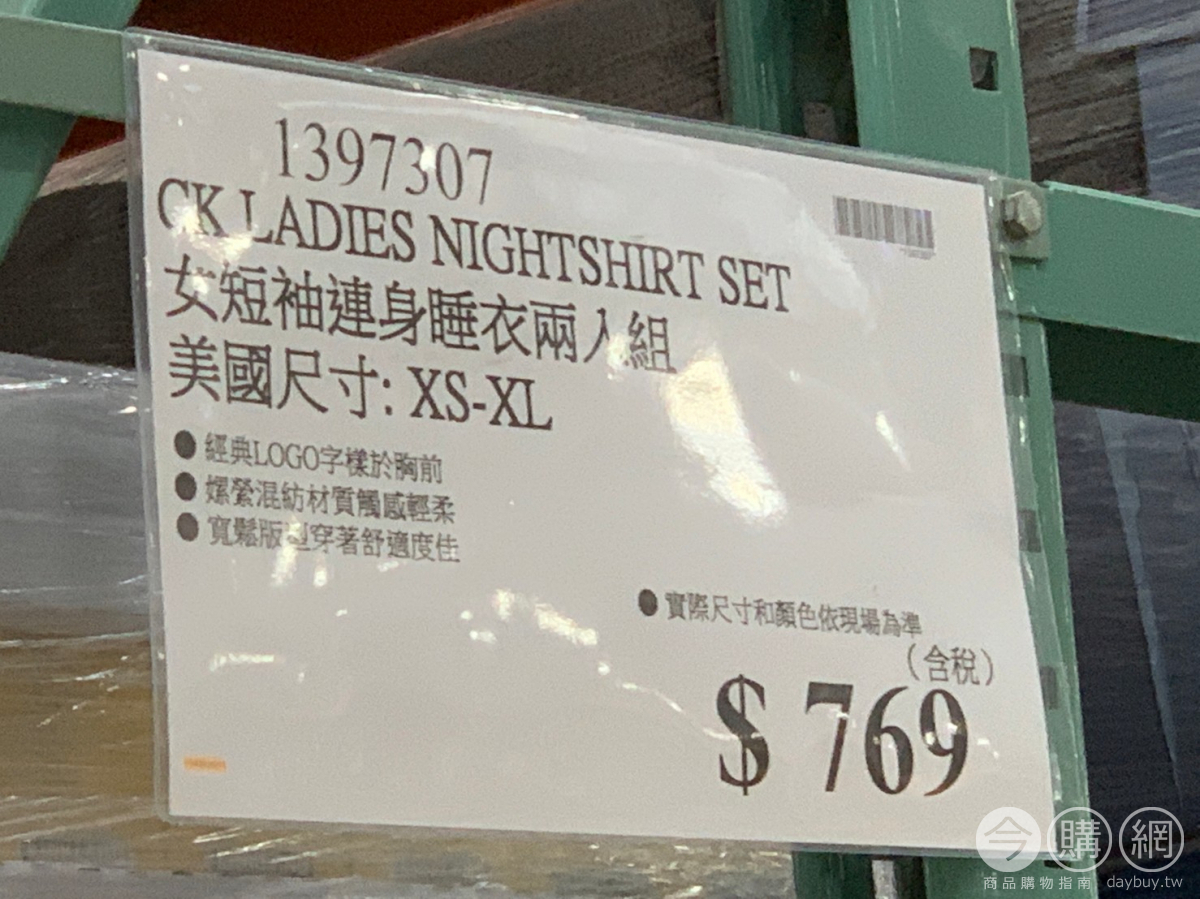 1397307
CK LADIES NIGHTSHIRT SET
女短袖連身睡衣兩入組
美國尺寸: XS-XL
● 經典LOGO字樣於胸前
● 嫘縈混紡材質觸感輕柔
● 寬鬆版型穿著舒適度佳
● 實際尺寸和顏色依現場為準
(含稅)
$ 769
今購網
商品購物指南 | daybuy.tw